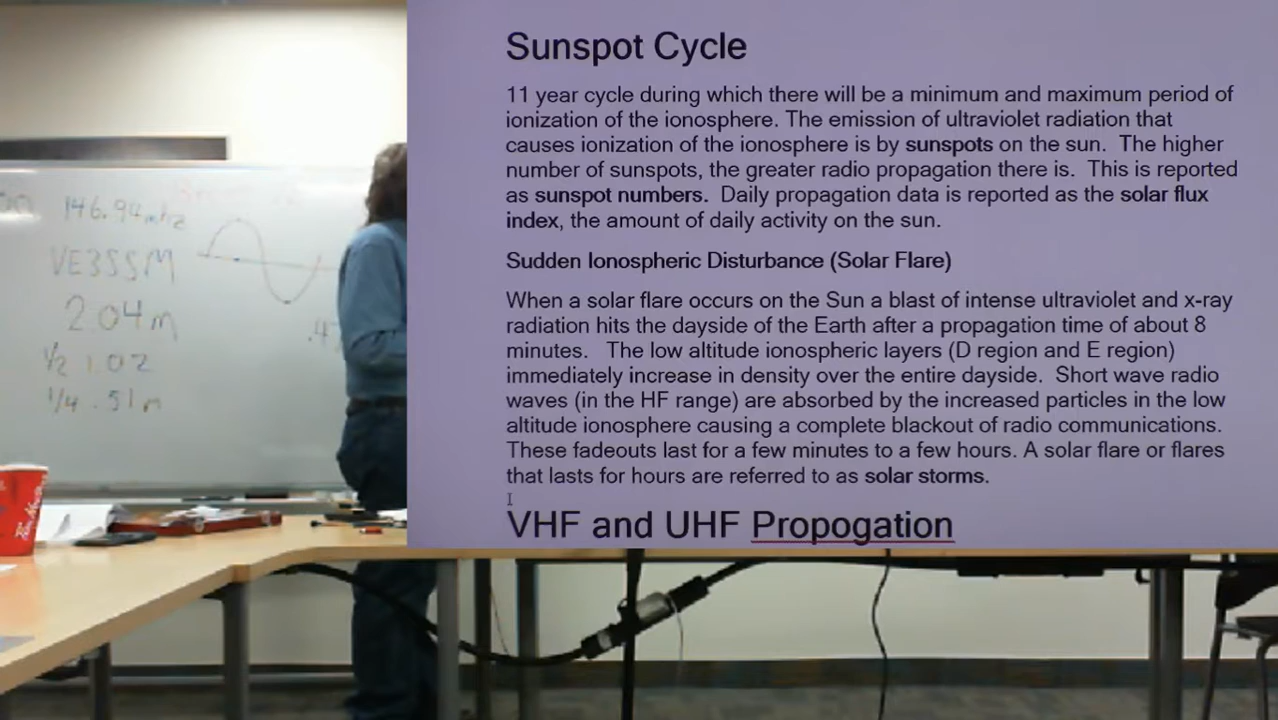 146.94mhz
VE3SSM
2.04m
1/2 1.02
1/4 .51m
.47
Tim Hortons
Sunspot Cycle
11 year cycle during which there will be a minimum and maximum period of
ionization of the ionosphere. The emission of ultraviolet radiation that
causes ionization of the ionosphere is by sunspots on the sun. The higher
number of sunspots, the greater radio propagation there is. This is reported
as sunspot numbers. Daily propagation data is reported as the solar flux
index, the amount of daily activity on the sun.
Sudden Ionospheric Disturbance (Solar Flare)
When a solar flare occurs on the Sun a blast of intense ultraviolet and x-ray
radiation hits the dayside of the Earth after a propagation time of about 8
minutes. The low altitude ionospheric layers (D region and E region)
immediately increase in density over the entire dayside. Short wave radio
waves (in the HF range) are absorbed by the increased particles in the low
altitude ionosphere causing a complete blackout of radio communications.
These fadeouts last for a few minutes to a few hours. A solar flare or flares
that lasts for hours are referred to as solar storms.
VHF and UHF Propogation